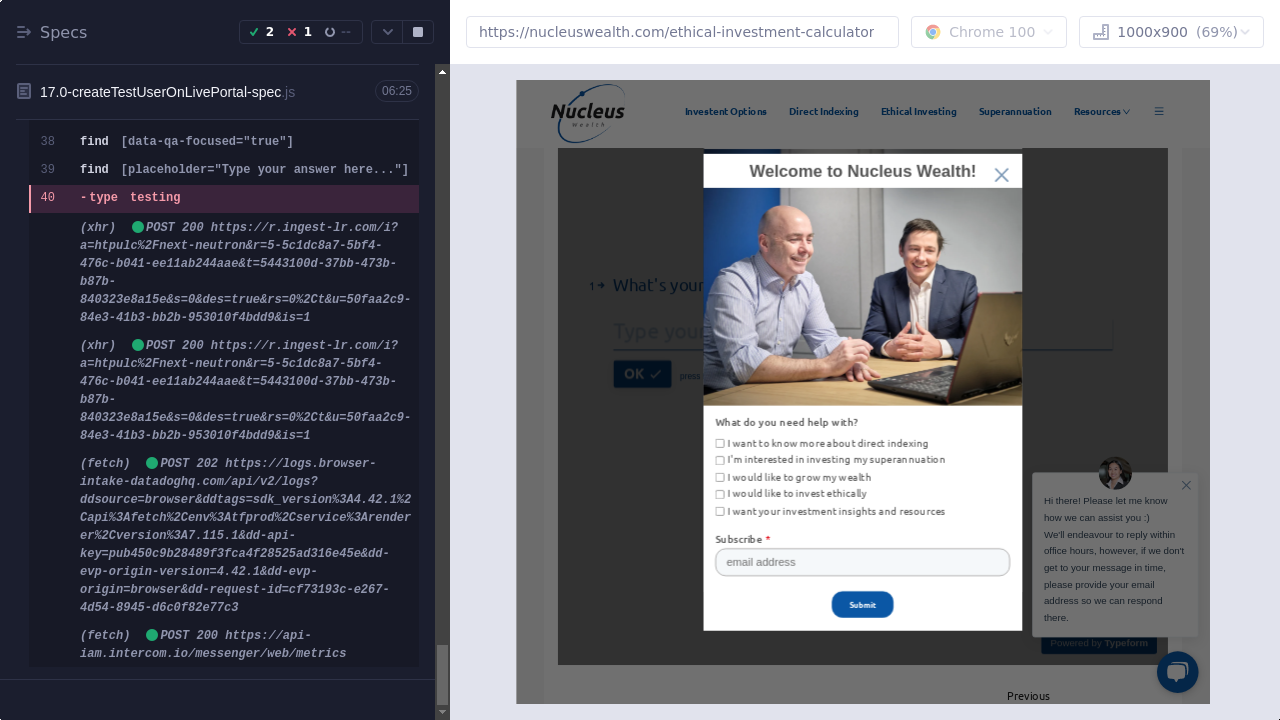 Specs
2
1
--
https://nucleuswealth.com/ethical-investment-calculator
Chrome 100
1000x900 (69%)
17.0-createTestUserOnLivePortal-spec.js
06:25
38 find [data-qa-focused="true"]
39 find [placeholder="Type your answer here..."]
40 -type testing
(xhr) POST 200 https://r.ingest-lr.com/i?
a=htpulc%2Fnext-neutron&r=5-5c1dc8a7-5bf4-
476c-b041-ee11ab244aae&t=5443100d-37bb-473b-
b87b-
840323e8a15e&s=0&des=true&rs=0%2Ct&u=50faa2c9-
84e3-41b3-bb2b-953010f4bdd9&is=1
(xhr) POST 200 https://r.ingest-lr.com/i?
a=htpulc%2Fnext-neutron&r=5-5c1dc8a7-5bf4-
476c-b041-ee11ab244aae&t=5443100d-37bb-473b-
b87b-
840323e8a15e&s=0&des=true&rs=0%2Ct&u=50faa2c9-
84e3-41b3-bb2b-953010f4bdd9&is=1
(fetch) POST 202 https://logs.browser-
intake-datadoghq.com/api/v2/logs?
ddsource=browser&ddtags=sdk_version%3A4.42.1%2
Capi%3Afetch%2Cenv%3Atfprod%2Cservice%3Arender
er%2Cversion%3A7.115.1&dd-api-
key=pub450c9b28489f3fca4f28525ad316e45e&dd-
evp-origin-version=4.42.1&dd-evp-
origin=browser&dd-request-id=cf73193c-e267-
4d54-8945-d6c0f82e77c3
(fetch) POST 200 https://api-
iam.intercom.io/messenger/web/metrics
Nucleus
Wealth
Investent Options Direct Indexing Ethical Investing Superannuation Resources
Welcome to Nucleus Wealth!
1 What's your
Type your
OK
press
What do you need help with?
I want to know more about direct indexing
I'm interested in investing my superannuation
I would like to grow my wealth
I would like to invest ethically
I want your investment insights and resources
Subscribe *
email address
Submit
Hi there! Please let me know
how we can assist you :)
We'll endeavour to reply within
office hours, however, if we don't
get to your message in time,
please provide your email
address so we can respond
there.
Powered by Typeform
Previous